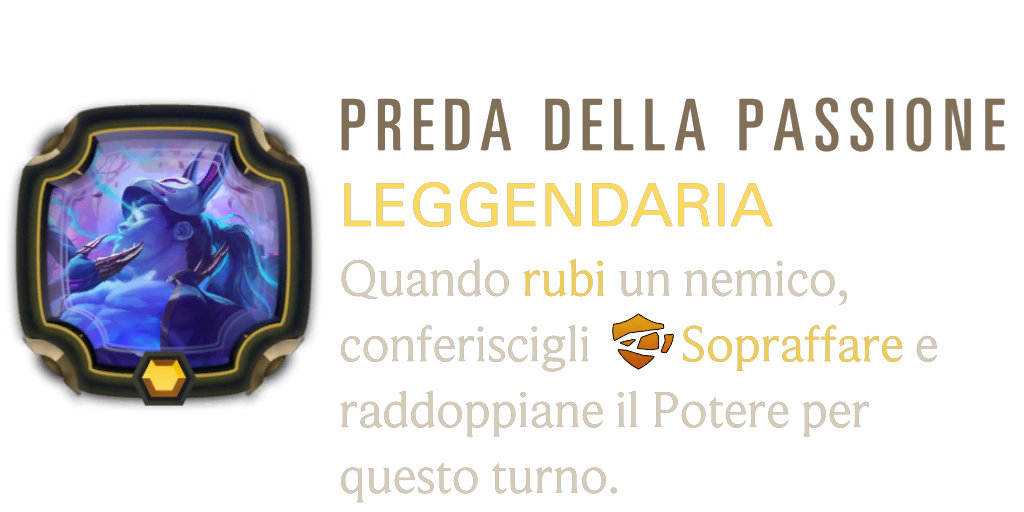 PREDA DELLA PASSIONE
LEGGENDARIA
Quando rubi un nemico,
conferiscigli Sopraffare e
raddoppiane il Potere per
questo turno.